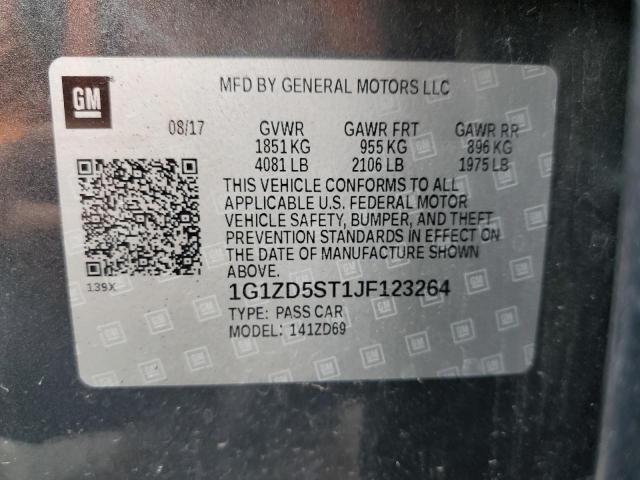 GM
MFD BY GENERAL MOTORS LLC
08/17 GVWR GAWR FRT GAWR RR
1851 KG 955 KG 896 KG
4081 LB 2106 LB 1975 LB
THIS VEHICLE CONFORMS TO ALL
APPLICABLE U.S. FEDERAL MOTOR
VEHICLE SAFETY, BUMPER, AND THEFT
PREVENTION STANDARDS IN EFFECT ON
THE DATE OF MANUFACTURE SHOWN
ABOVE.
139X
1G1ZD5ST1JF123264
TYPE: PASS CAR
MODEL: 141ZD69